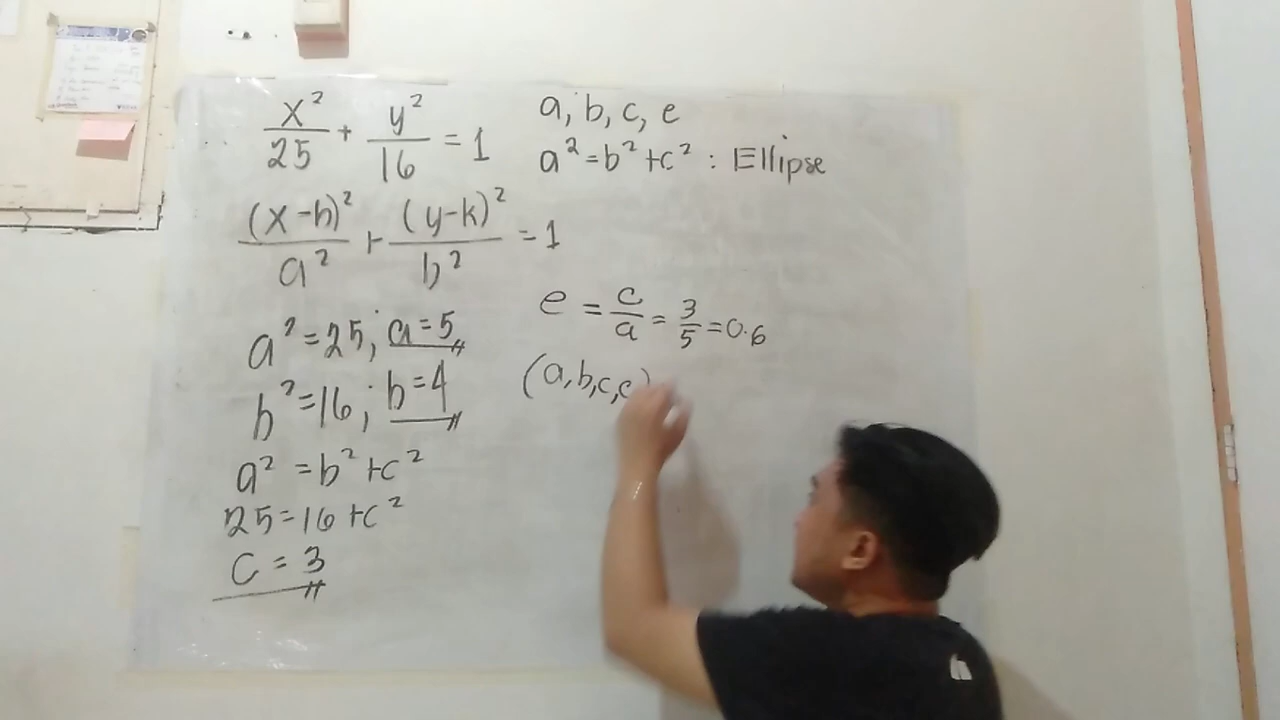 x²/25 + y²/16 = 1
(x-h)²/a² + (y-k)²/b² = 1
a²=25; a=5
b²=16; b=4
a² = b²+c²
25=16+c²
c = 3
a, b, c, e
a²=b²+c² : Ellipse
e = c/a = 3/5 = 0.6
(a,b,c,e)